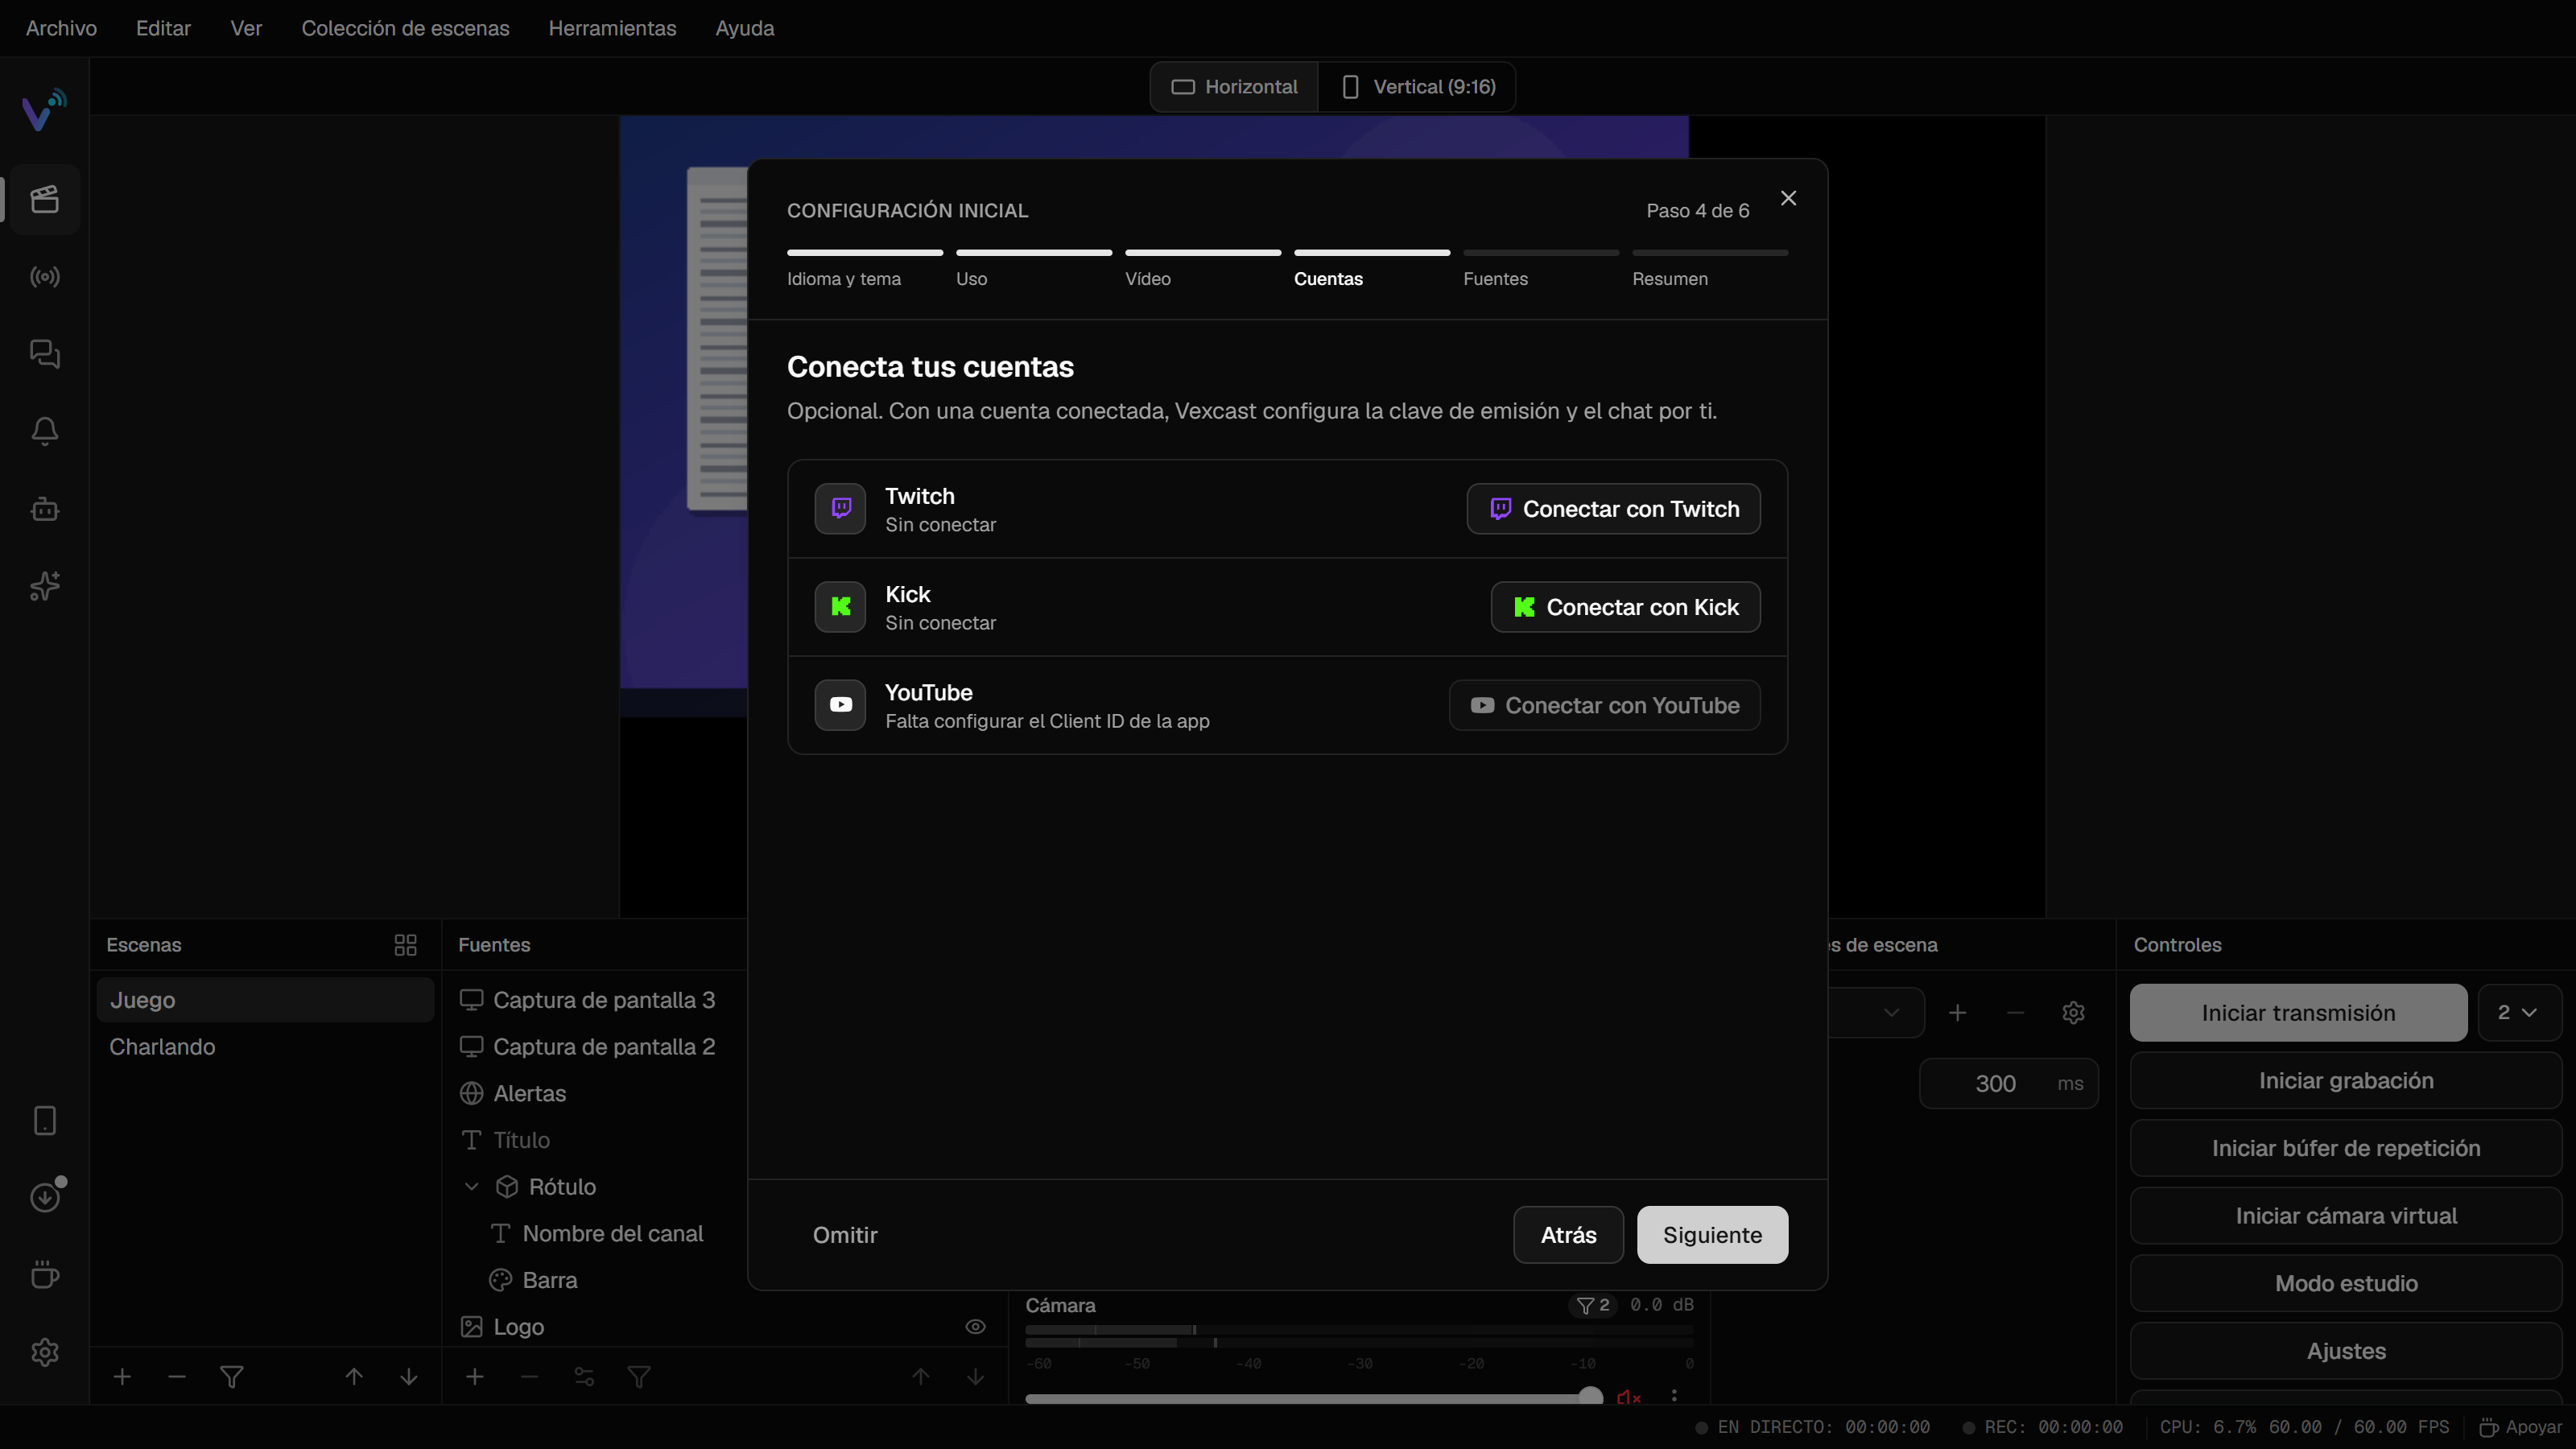 Archivo Editar Ver Colección de escenas Herramientas Ayuda
Horizontal Vertical (9:16)
CONFIGURACIÓN INICIAL Paso 4 de 6
Idioma y tema Uso Vídeo Cuentas Fuentes Resumen
Conecta tus cuentas
Opcional. Con una cuenta conectada, Vexcast configura la clave de emisión y el chat por ti.
Twitch
Sin conectar
Conectar con Twitch
Kick
Sin conectar
Conectar con Kick
YouTube
Falta configurar el Client ID de la app
Conectar con YouTube
Omitir Atrás Siguiente
Escenas
Juego
Charlando
Fuentes
Captura de pantalla 3
Captura de pantalla 2
Alertas
Título
Rótulo
Nombre del canal
Barra
Logo
Cámara 2 0.0 dB
-60 -50 -40 -30 -20 -10 0
s de escena
300 ms
Controles
Iniciar transmisión 2
Iniciar grabación
Iniciar búfer de repetición
Iniciar cámara virtual
Modo estudio
Ajustes
EN DIRECTO: 00:00:00 REC: 00:00:00 CPU: 6.7% 60.00 / 60.00 FPS Apoyar